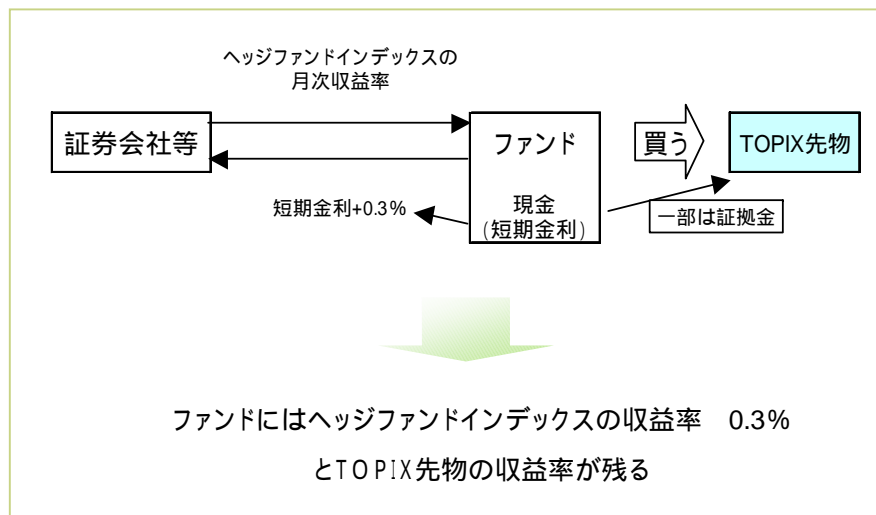 ヘッジファンドインデックスの
月次収益率
証券会社等
ファンド
買う
TOPIX先物
短期金利+0.3%
現金
(短期金利)
一部は証拠金
ファンドにはヘッジファンドインデックスの収益率 0.3%
とTOPIX先物の収益率が残る